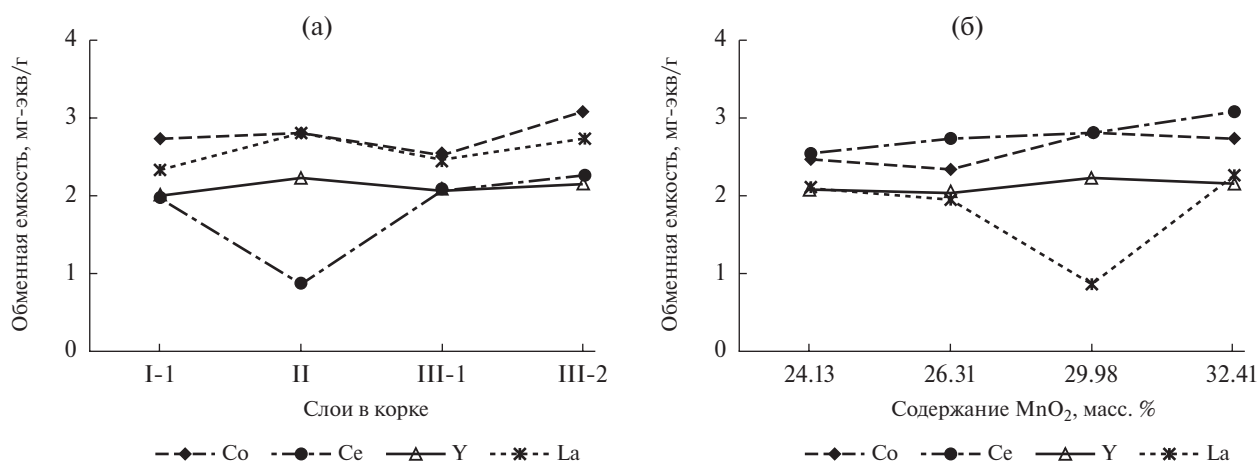 (а)
Обменная емкость, мг-экв/г
4
3
2
1
0
I-1 II III-1 III-2
Слои в корке
Co Ce Y La
(б)
Обменная емкость, мг-экв/г
4
3
2
1
0
24.13 26.31 29.98 32.41
Содержание MnO₂, масс. %
Co Ce Y La